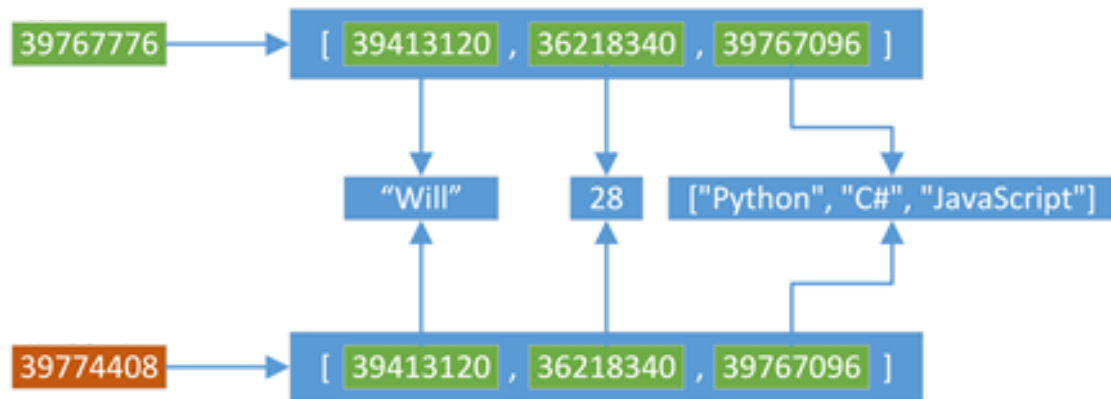 39767776 [ 39413120 , 36218340 , 39767096 ]
“Will” 28 ["Python", "C#", "JavaScript"]
39774408 [ 39413120 , 36218340 , 39767096 ]